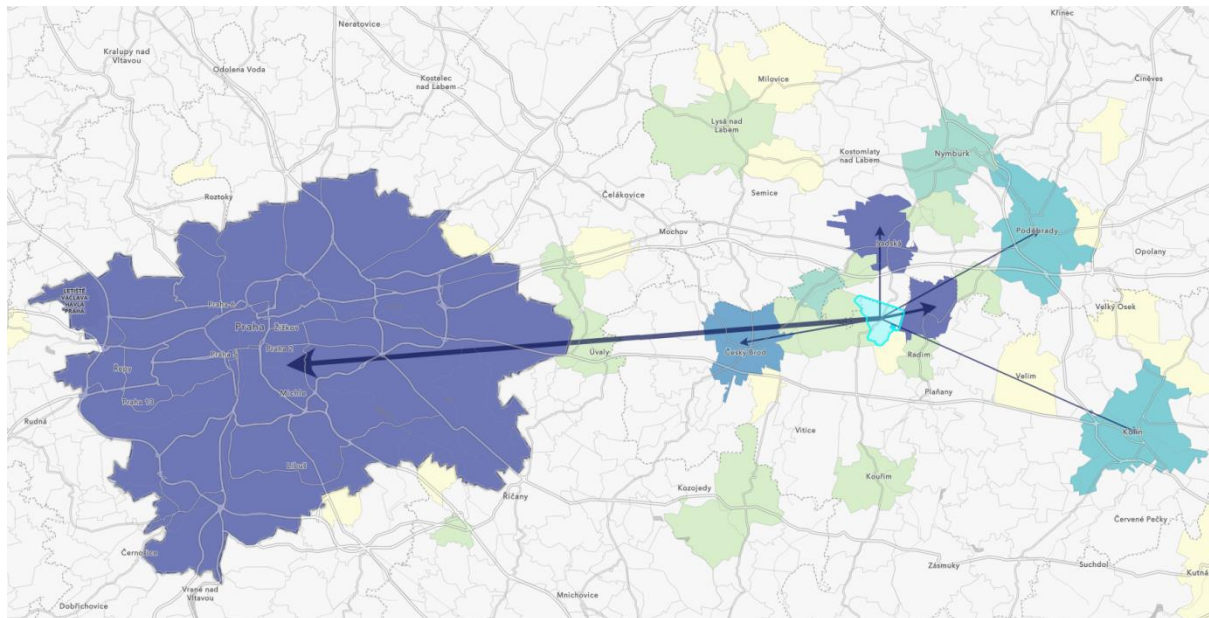 Křinec
Neratovice
Kralupy nad
Vltavou
Odolena Voda
Kostelec
nad Labem
Milovice
Činěves
Lysá nad
Labem
Kostomlaty
nad Labem
Nymburk
Roztoky
Čelákovice
Semice
Sadská
Poděbrady
Mochov
Opolany
LETIŠTĚ
VÁCLAVA
HAVLA
PRAHA
Praha 6
Praha
Žižkov
Velký Osek
Praha 5
Praha 2
Úvaly
Český Brod
Radim
Řepy
Velim
Plaňany
Praha 13
Michle
Rudná
Vitice
Kolín
Libuš
Kouřim
Kozojedy
Říčany
Červené Pečky
Černošice
Zásmuky
Suchdol
Kutná
Vrané nad
Vltavou
Mnichovice
Dobřichovice